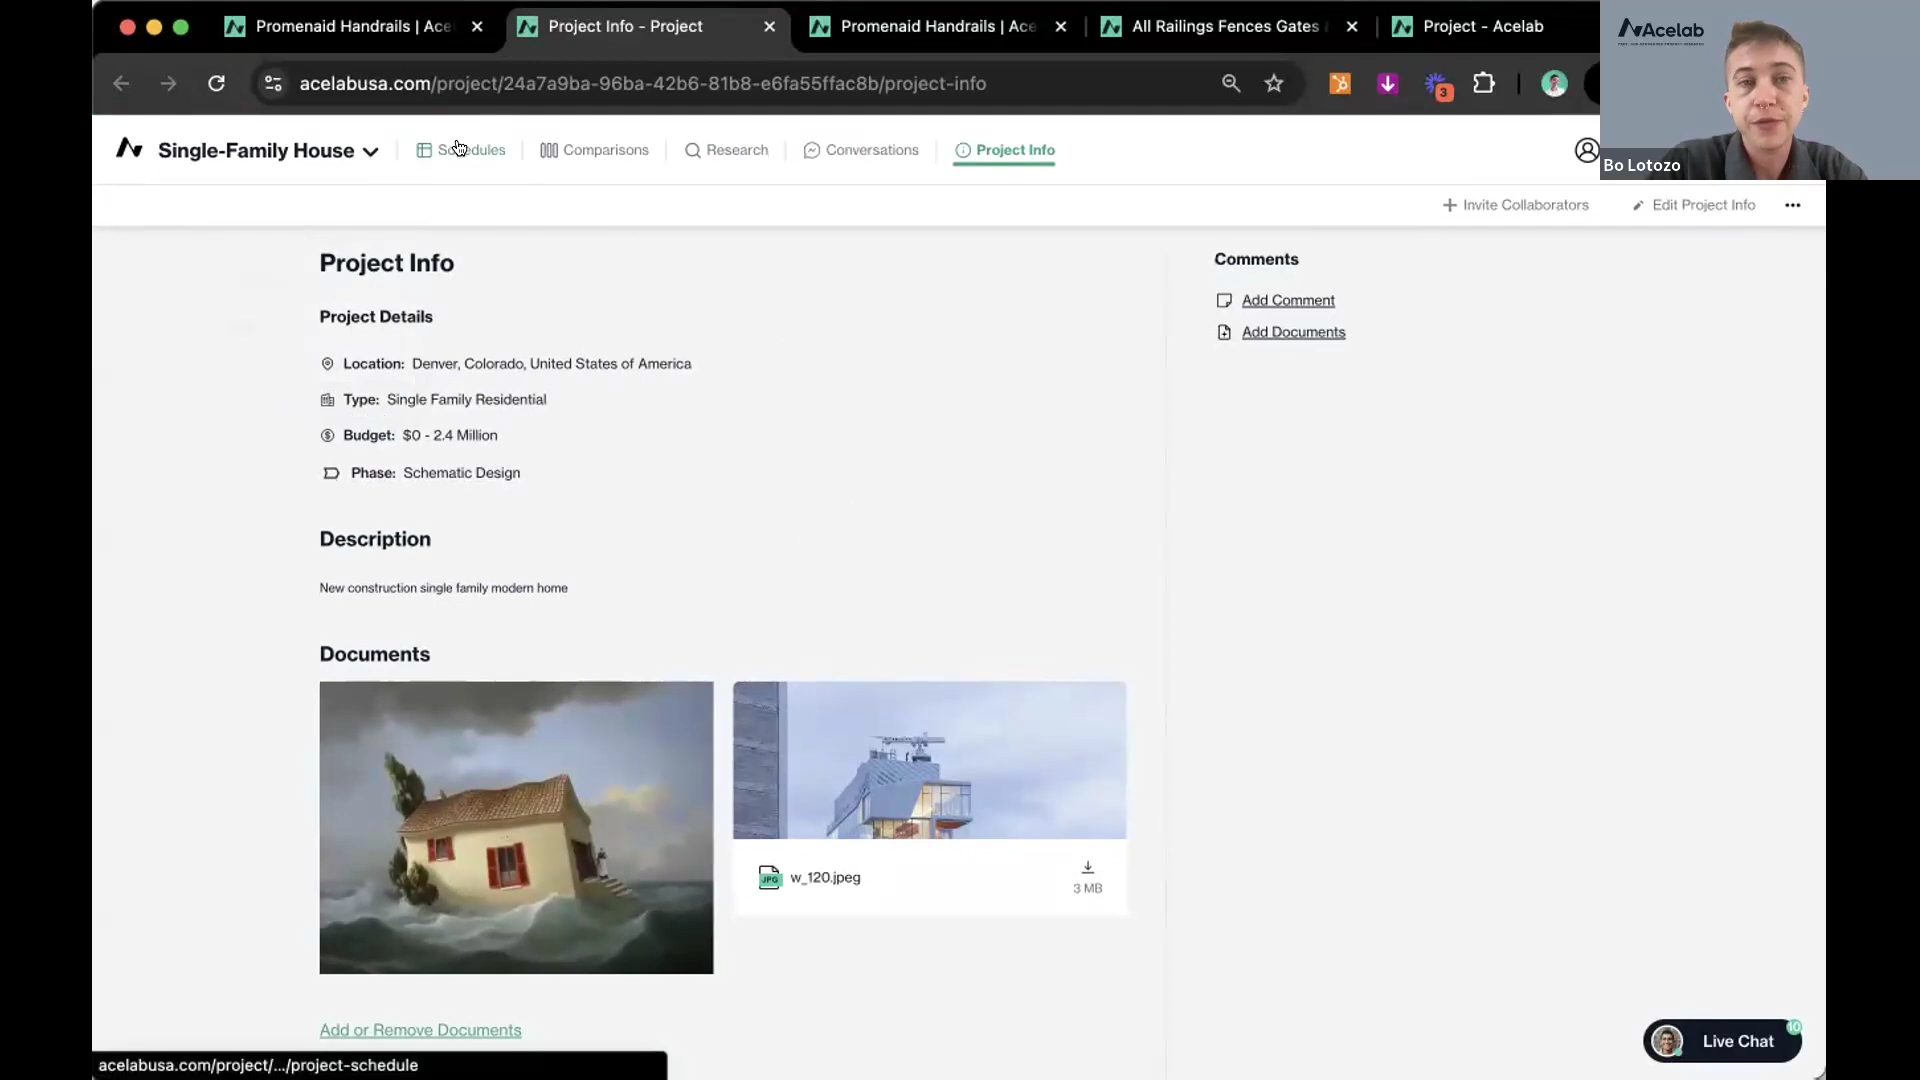 Promenaid Handrails | Ace
Project Info - Project
Promenaid Handrails | Ace
All Railings Fences Gates
Project - Acelab
Acelab
acelabusa.com/project/24a7a9ba-96ba-42b6-81b8-e6fa55ffac8b/project-info
3
Bo Lotozo
Single-Family House
Schedules
Comparisons
Research
Conversations
Project Info
+ Invite Collaborators
Edit Project Info
Project Info
Project Details
Location: Denver, Colorado, United States of America
Type: Single Family Residential
Budget: $0 - 2.4 Million
Phase: Schematic Design
Description
New construction single family modern home
Documents
JPG
w_120.jpeg
3 MB
Add or Remove Documents
Comments
Add Comment
Add Documents
10
Live Chat
acelabusa.com/project/.../project-schedule